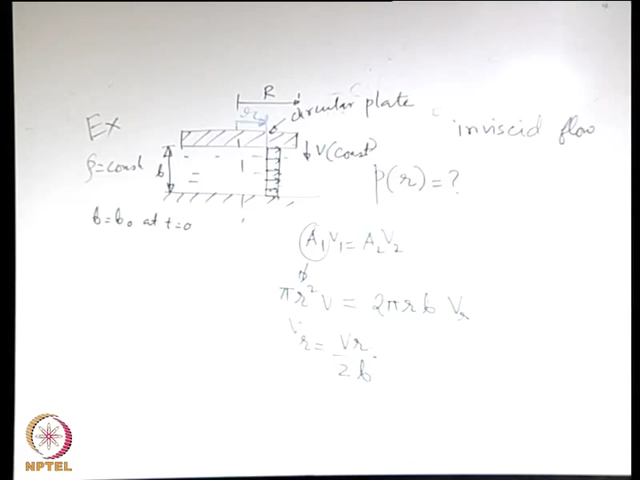 R
r
circular plate
Ex
inviscid flow
ρ=const
b
V(const)
p(r)=?
b=b₀ at t=0
A₁V₁=A₂V₂
πr²V = 2πrb Vᵣ
Vᵣ = Vr/2b
NPTEL